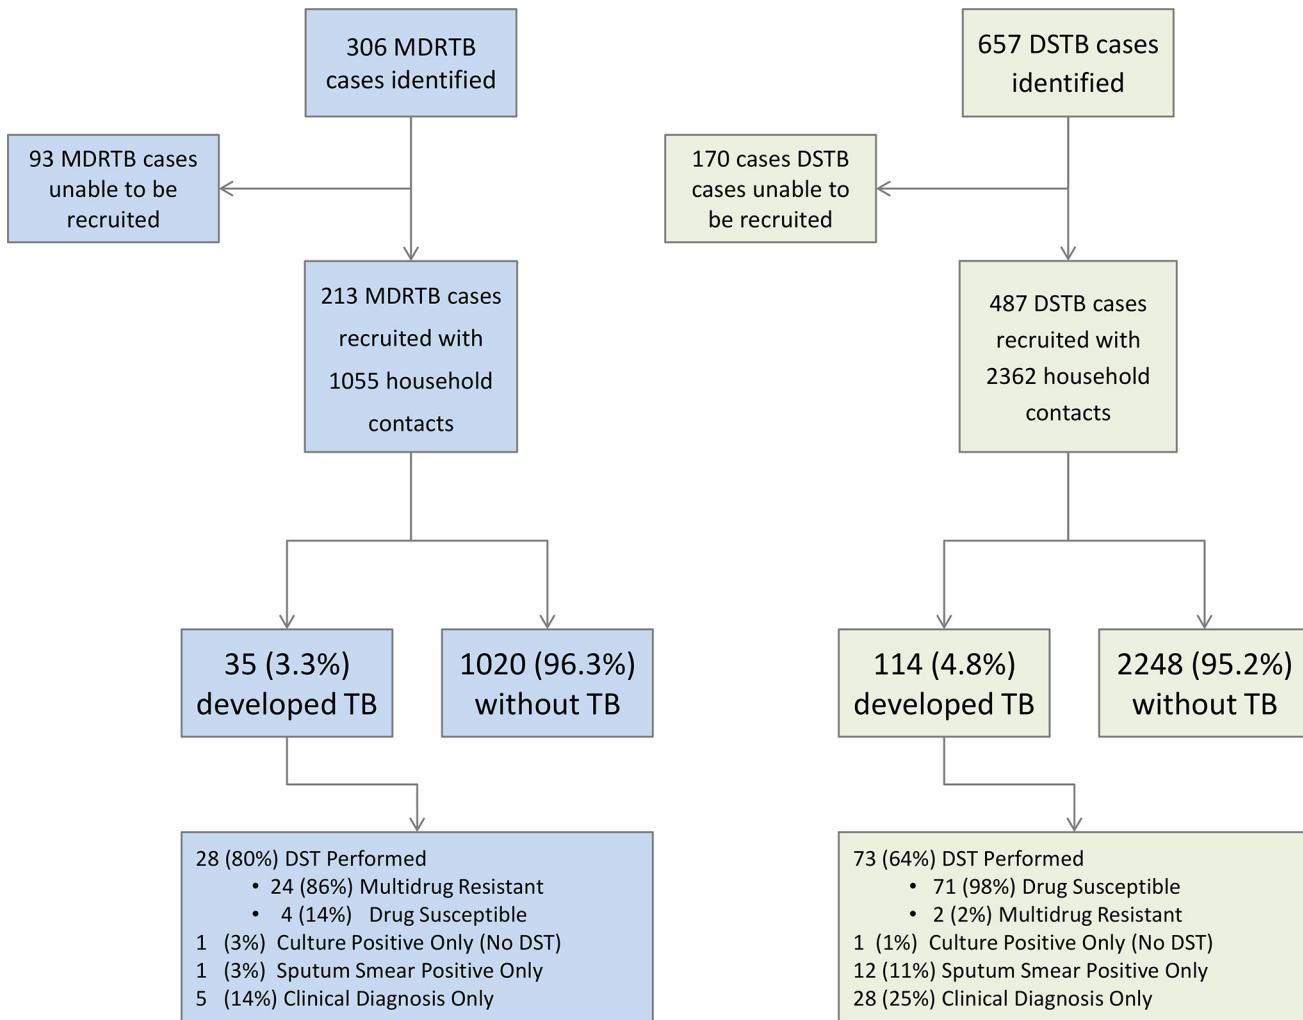 306 MDRTB
cases identified
93 MDRTB cases
unable to be
recruited
213 MDRTB cases
recruited with
1055 household
contacts
35 (3.3%)
developed TB
1020 (96.3%)
without TB
28 (80%) DST Performed
• 24 (86%) Multidrug Resistant
• 4 (14%) Drug Susceptible
1 (3%) Culture Positive Only (No DST)
1 (3%) Sputum Smear Positive Only
5 (14%) Clinical Diagnosis Only
657 DSTB cases
identified
170 cases DSTB
cases unable to
be recruited
487 DSTB cases
recruited with
2362 household
contacts
114 (4.8%)
developed TB
2248 (95.2%)
without TB
73 (64%) DST Performed
• 71 (98%) Drug Susceptible
• 2 (2%) Multidrug Resistant
1 (1%) Culture Positive Only (No DST)
12 (11%) Sputum Smear Positive Only
28 (25%) Clinical Diagnosis Only